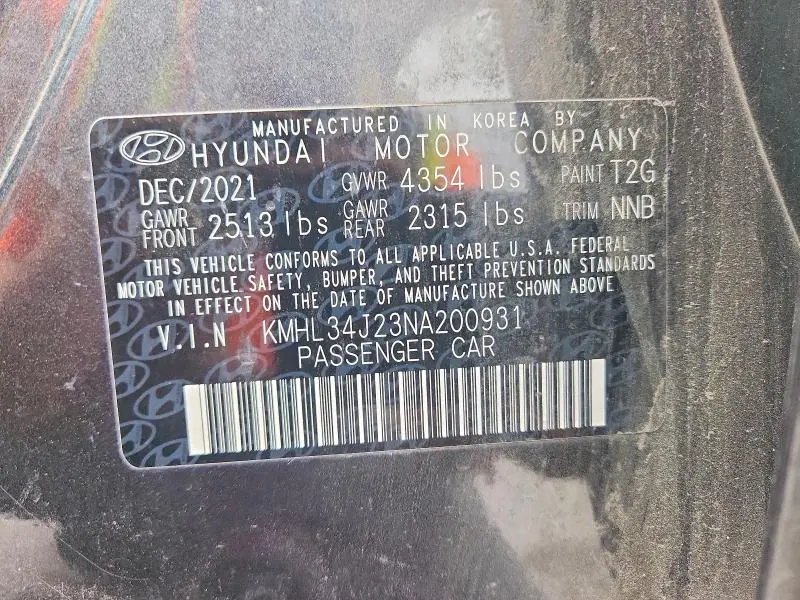 MANUFACTURED IN KOREA BY
HYUNDAI MOTOR COMPANY
DEC/2021 GVWR 4354 lbs PAINT T2G
GAWR FRONT 2513 lbs GAWR REAR 2315 lbs TRIM NNB
THIS VEHICLE CONFORMS TO ALL APPLICABLE U.S.A. FEDERAL
MOTOR VEHICLE SAFETY, BUMPER, AND THEFT PREVENTION STANDARDS
IN EFFECT ON THE DATE OF MANUFACTURE SHOWN ABOVE
V.I.N KMHL34J23NA200931
PASSENGER CAR